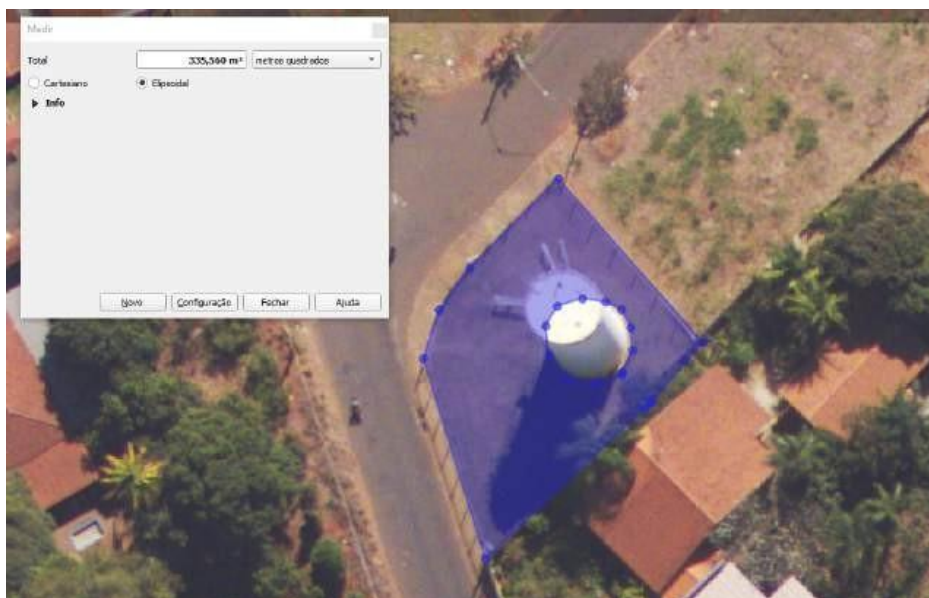 Medir
Total 335,560 m² metros quadrados
Cartesiano Elipsoidal
Info
Novo Configuração Fechar Ajuda